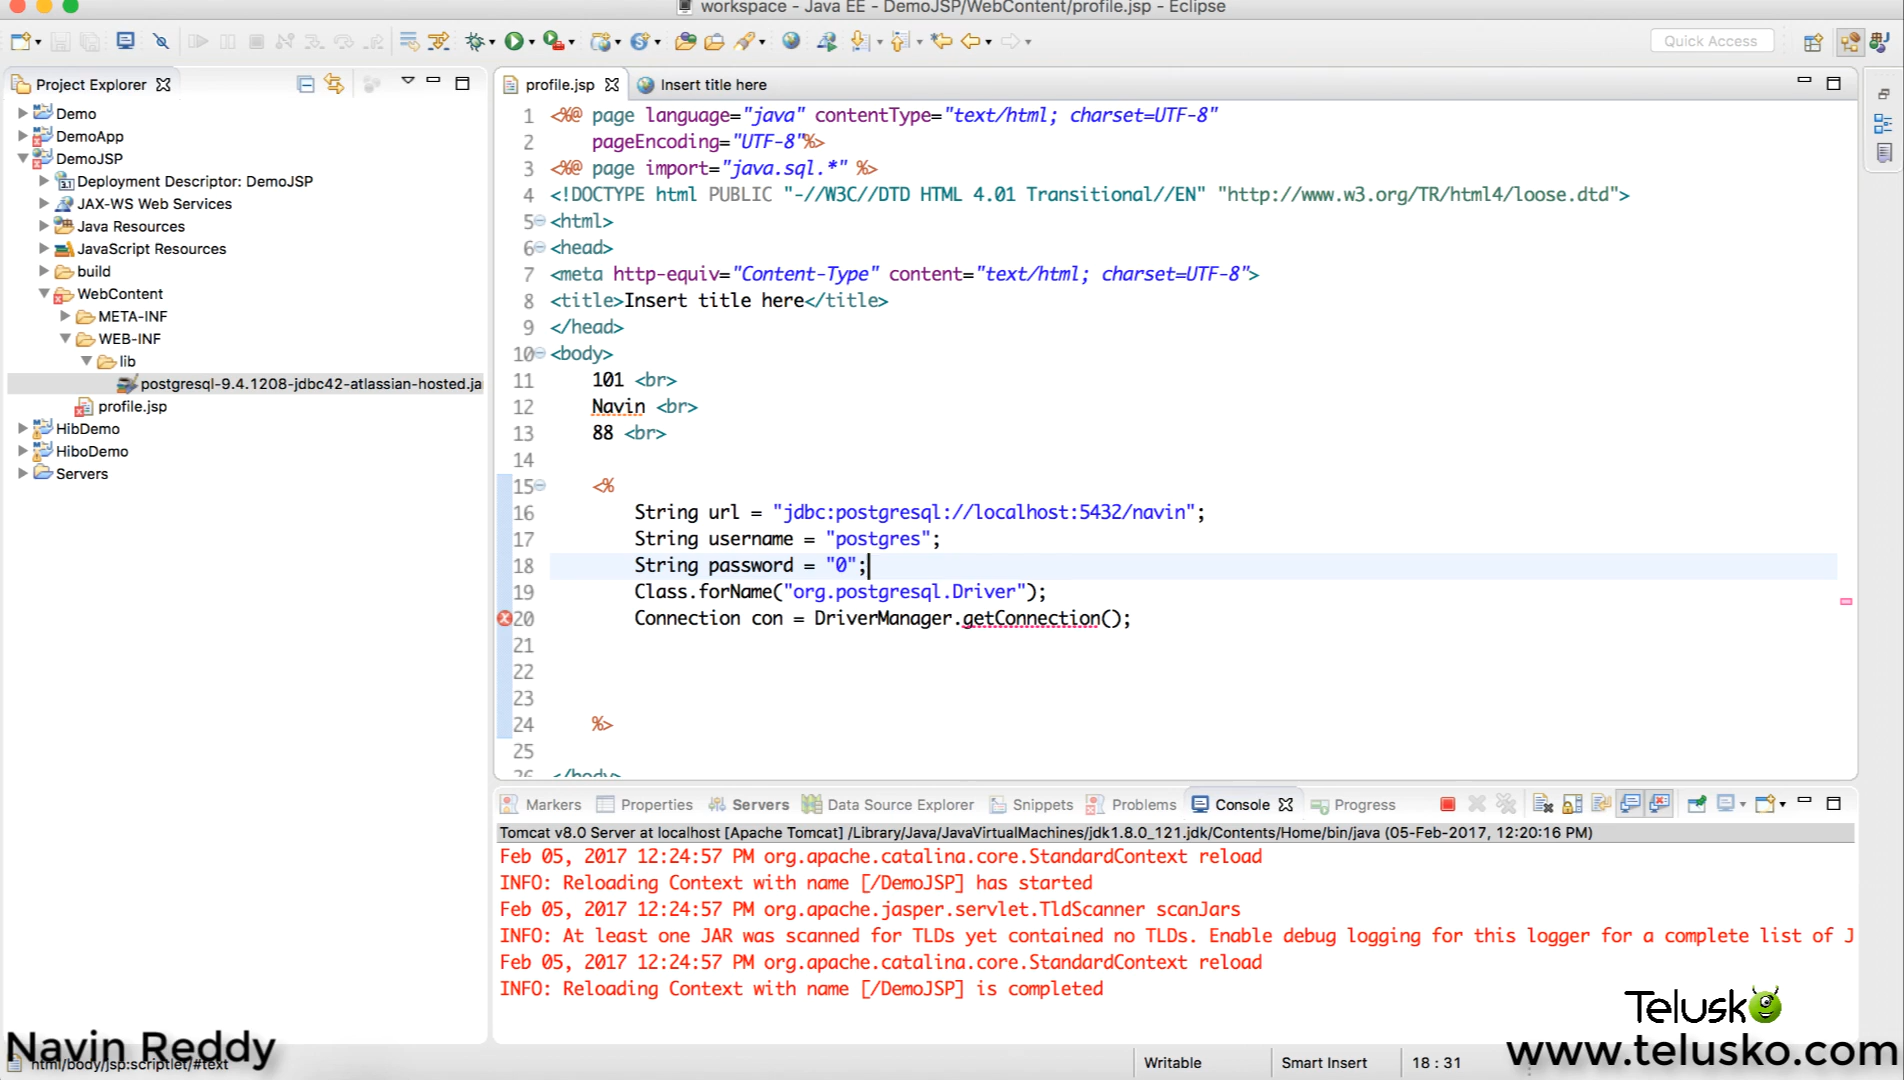 workspace - Java EE - DemoJSP/WebContent/profile.jsp - Eclipse
Quick Access
Project Explorer
Demo
DemoApp
DemoJSP
Deployment Descriptor: DemoJSP
JAX-WS Web Services
Java Resources
JavaScript Resources
build
WebContent
META-INF
WEB-INF
lib
postgresql-9.4.1208-jdbc42-atlassian-hosted.ja
profile.jsp
HibDemo
HiboDemo
Servers
profile.jsp Insert title here
1 <%@ page language="java" contentType="text/html; charset=UTF-8"
2 pageEncoding="UTF-8"%>
3 <%@ page import="java.sql.*" %>
4 <!DOCTYPE html PUBLIC "-//W3C//DTD HTML 4.01 Transitional//EN" "http://www.w3.org/TR/html4/loose.dtd">
5 <html>
6 <head>
7 <meta http-equiv="Content-Type" content="text/html; charset=UTF-8">
8 <title>Insert title here</title>
9 </head>
10 <body>
11 101 <br>
12 Navin <br>
13 88 <br>
14
15 <%
16 String url = "jdbc:postgresql://localhost:5432/navin";
17 String username = "postgres";
18 String password = "0";
19 Class.forName("org.postgresql.Driver");
20 Connection con = DriverManager.getConnection();
21
22
23
24 %>
25
26 </body>
Markers Properties Servers Data Source Explorer Snippets Problems Console Progress
Tomcat v8.0 Server at localhost [Apache Tomcat] /Library/Java/JavaVirtualMachines/jdk1.8.0_121.jdk/Contents/Home/bin/java (05-Feb-2017, 12:20:16 PM)
Feb 05, 2017 12:24:57 PM org.apache.catalina.core.StandardContext reload
INFO: Reloading Context with name [/DemoJSP] has started
Feb 05, 2017 12:24:57 PM org.apache.jasper.servlet.TldScanner scanJars
INFO: At least one JAR was scanned for TLDs yet contained no TLDs. Enable debug logging for this logger for a complete list of J
Feb 05, 2017 12:24:57 PM org.apache.catalina.core.StandardContext reload
INFO: Reloading Context with name [/DemoJSP] is completed
Telusko
Navin Reddy
www.telusko.com
html/body/jsp:scriptlet/#text
Writable Smart Insert 18 : 31